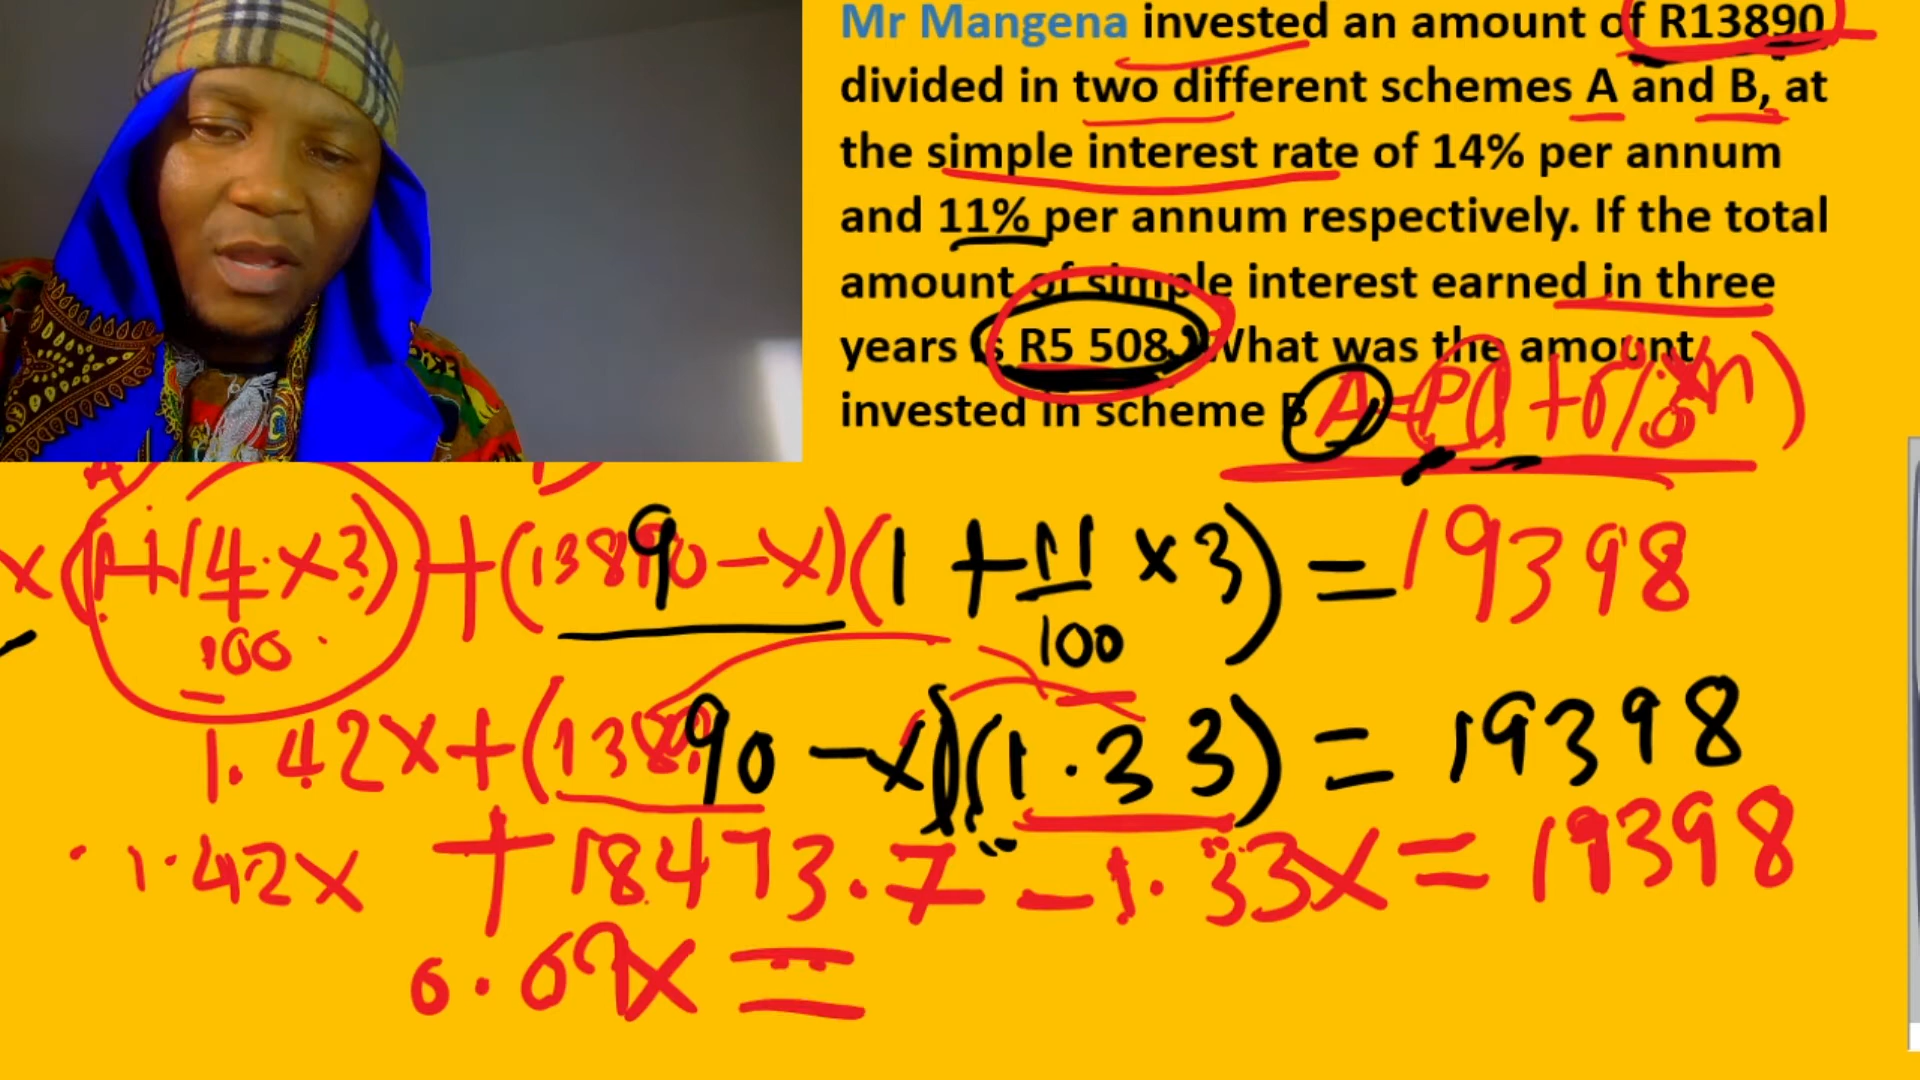 Mr Mangena invested an amount of R13890
divided in two different schemes A and B, at
the simple interest rate of 14% per annum
and 11% per annum respectively. If the total
amount of simple interest earned in three
years is R5 508. What was the amount
invested in scheme B
A=P(1+r/100×n)
x(1+14/100×3)+(13890-x)(1+11/100×3)=19398
1.42x+(13890-x)(1.33)=19398
1.42x+18473.7-1.33x=19398
0.09x=